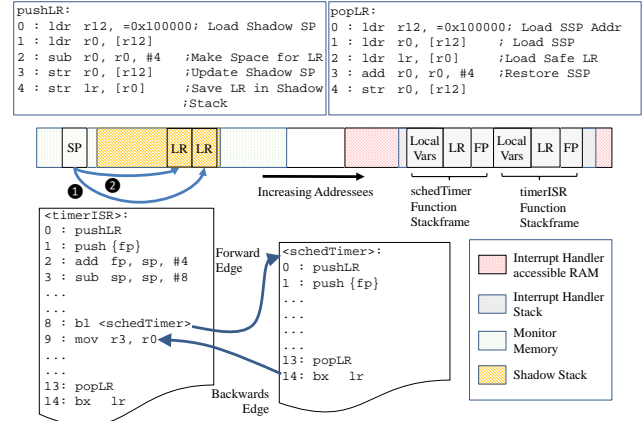 pushLR:
0 : ldr r12, =0x100000; Load Shadow SP
1 : ldr r0, [r12]
2 : sub r0, r0, #4 ;Make Space for LR
3 : str r0, [r12] ;Update Shadow SP
4 : str lr, [r0] ;Save LR in Shadow
;Stack
popLR:
0 : ldr r12, =0x100000; Load SSP Addr
1 : ldr r0, [r12] ; Load SSP
2 : ldr lr, [r0] ;Load Safe LR
3 : add r0, r0, #4 ;Restore SSP
4 : str r0, [r12]
SP
LR
LR
Local
Vars
LR
FP
Local
Vars
LR
FP
1
2
Increasing Addressees
schedTimer
Function
Stackframe
timerISR
Function
Stackframe
<timerISR>:
0 : pushLR
1 : push {fp}
2 : add fp, sp, #4
3 : sub sp, sp, #8
...
...
8 : bl <schedTimer>
9 : mov r3, r0
...
...
13: popLR
14: bx lr
Forward
Edge
Backwards
Edge
<schedTimer>:
0 : pushLR
1 : push {fp}
...
...
...
...
13: popLR
14: bx lr
Interrupt Handler
accessible RAM
Interrupt Handler
Stack
Monitor
Memory
Shadow Stack